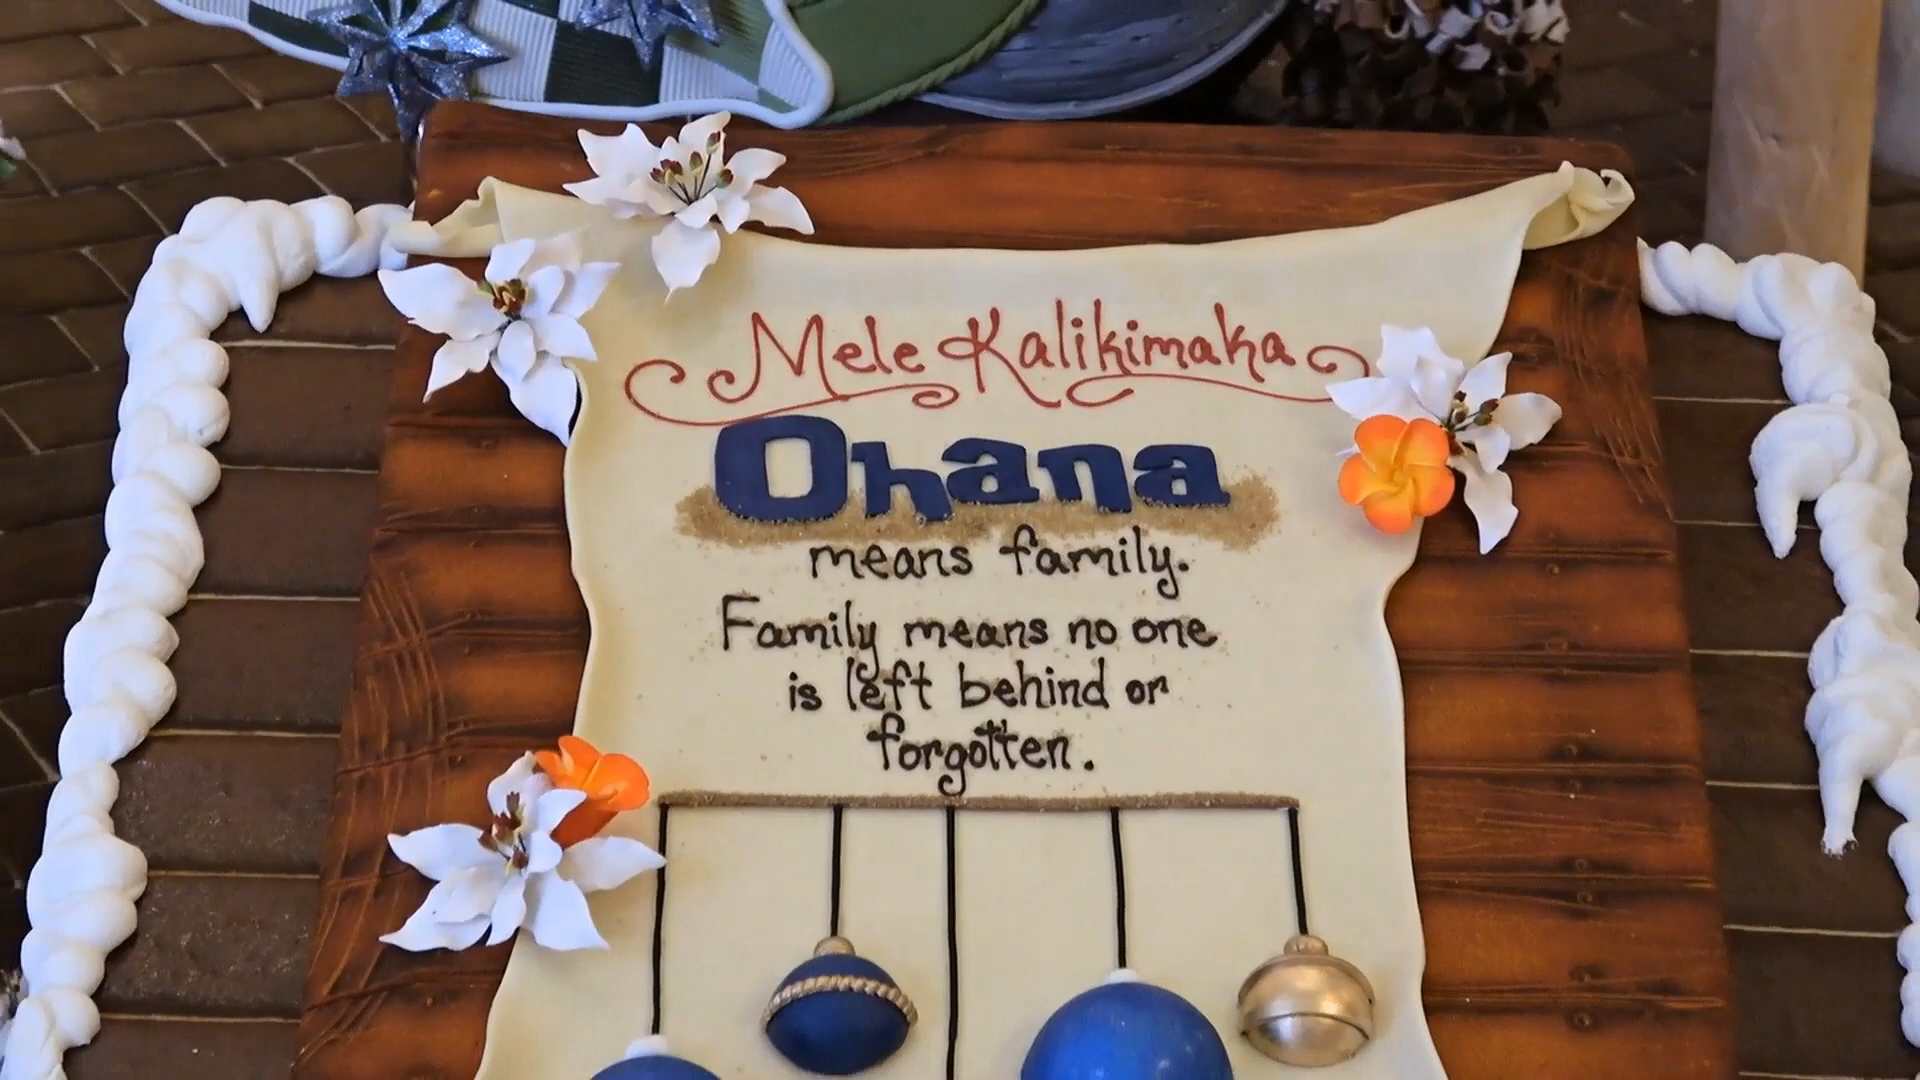 Mele Kalikimaka
Ohana
means family.
Family means no one
is left behind or
forgotten.